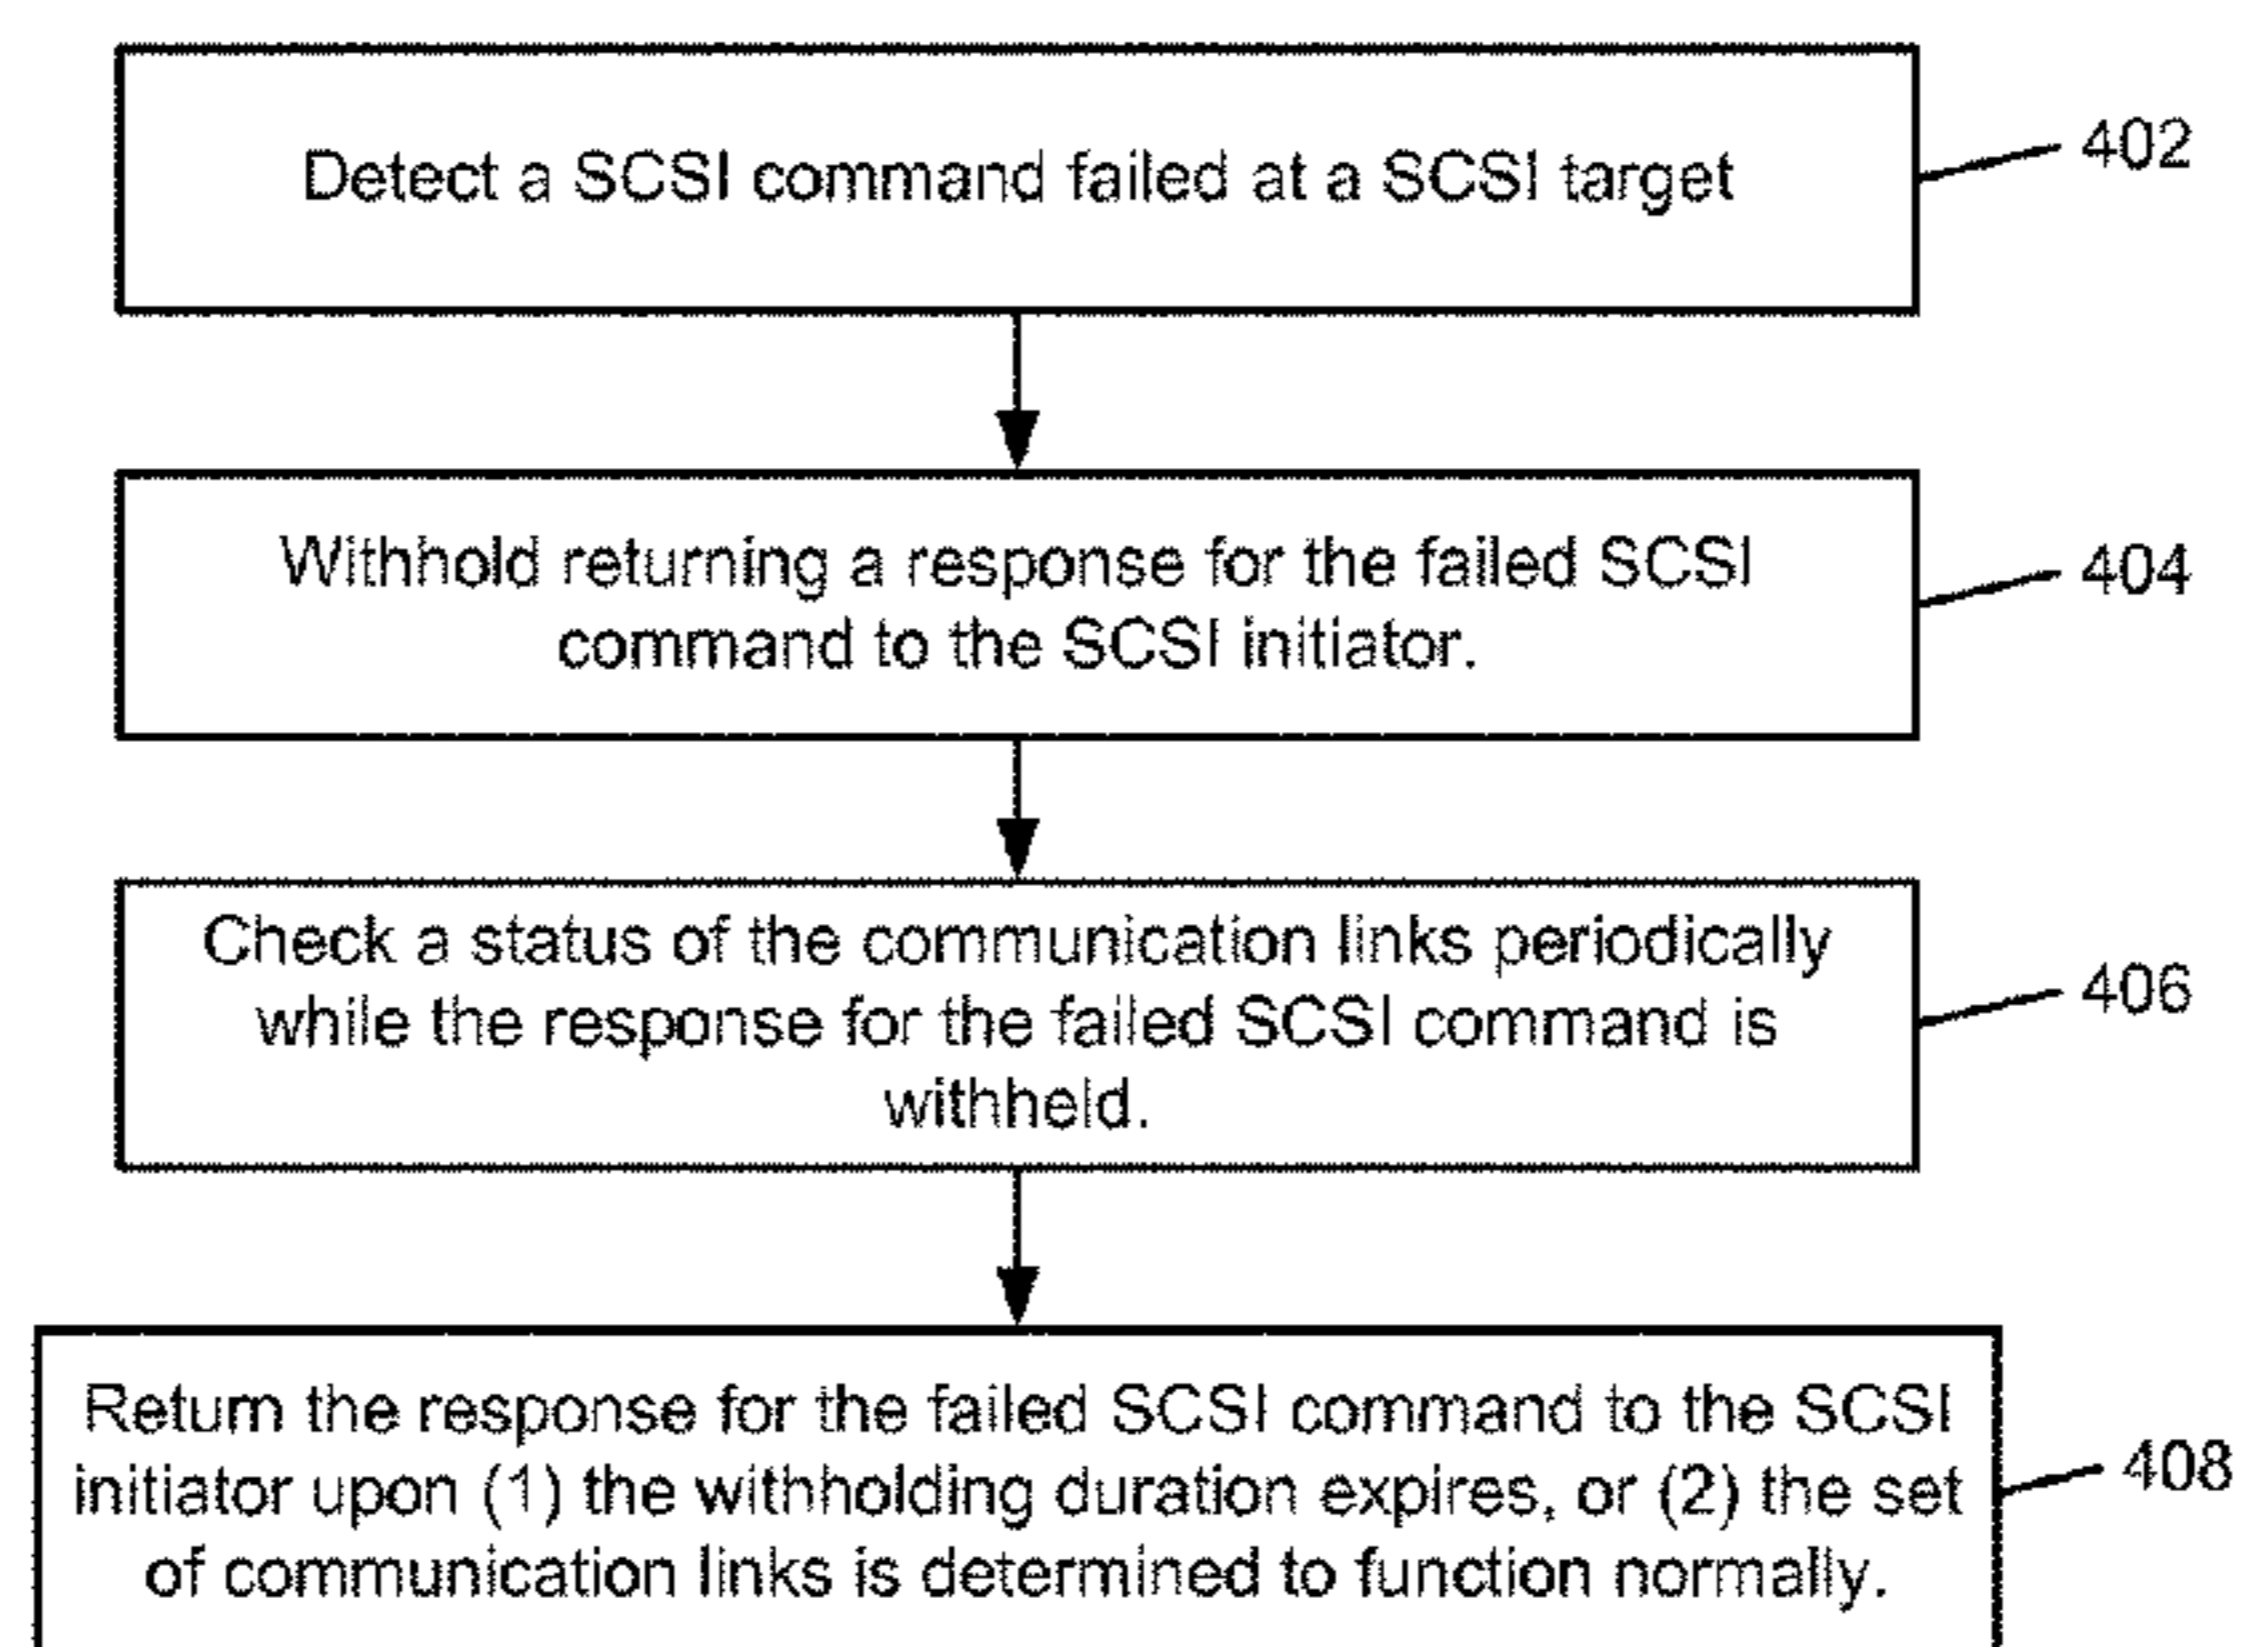 Detect a SCSI command failed at a SCSI target
402
Withhold returning a response for the failed SCSI
command to the SCSI initiator.
404
Check a status of the communication links periodically
while the response for the failed SCSI command is
withheld.
406
Return the response for the failed SCSI command to the SCSI
initiator upon (1) the withholding duration expires, or (2) the set
of communication links is determined to function normally.
408